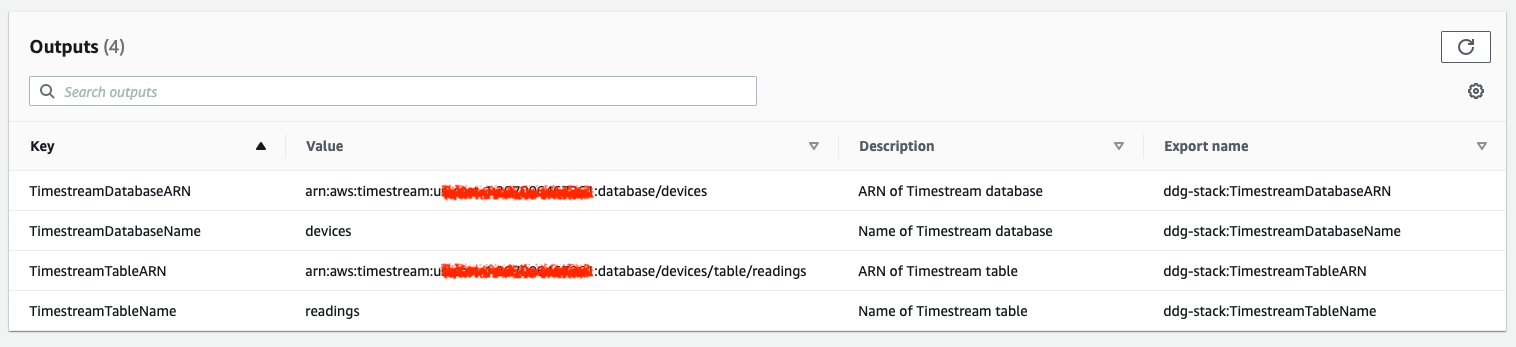 Outputs (4)
Search outputs
Key Value Description Export name
TimestreamDatabaseARN arn:aws:timestream:u :database/devices ARN of Timestream database ddg-stack:TimestreamDatabaseARN
TimestreamDatabaseName devices Name of Timestream database ddg-stack:TimestreamDatabaseName
TimestreamTableARN arn:aws:timestream:u :database/devices/table/readings ARN of Timestream table ddg-stack:TimestreamTableARN
TimestreamTableName readings Name of Timestream table ddg-stack:TimestreamTableName